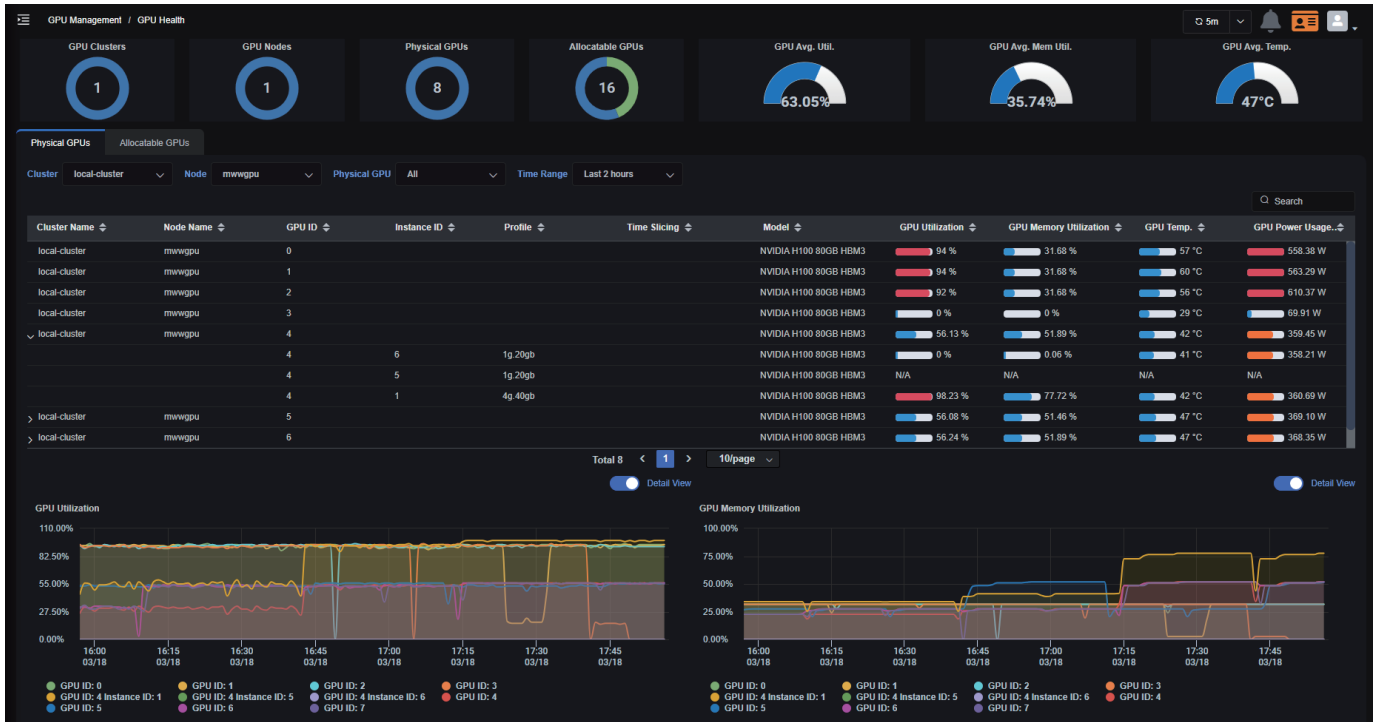 GPU Management / GPU Health 5m
GPU Clusters GPU Nodes Physical GPUs Allocatable GPUs GPU Avg. Util. GPU Avg. Mem Util. GPU Avg. Temp.
1 1 8 16 63.05% 35.74% 47°C
Physical GPUs Allocatable GPUs
Cluster local-cluster Node mwwgpu Physical GPU All Time Range Last 2 hours
Search
Cluster Name Node Name GPU ID Instance ID Profile Time Slicing Model GPU Utilization GPU Memory Utilization GPU Temp. GPU Power Usage..
local-cluster mwwgpu 0 NVIDIA H100 80GB HBM3 94 % 31.68 % 57 °C 558.38 W
local-cluster mwwgpu 1 NVIDIA H100 80GB HBM3 94 % 31.68 % 60 °C 563.29 W
local-cluster mwwgpu 2 NVIDIA H100 80GB HBM3 92 % 31.68 % 56 °C 610.37 W
local-cluster mwwgpu 3 NVIDIA H100 80GB HBM3 0 % 0 % 29 °C 69.91 W
local-cluster mwwgpu 4 NVIDIA H100 80GB HBM3 56.13 % 51.89 % 42 °C 359.45 W
4 6 1g.20gb NVIDIA H100 80GB HBM3 0 % 0.06 % 41 °C 358.21 W
4 5 1g.20gb NVIDIA H100 80GB HBM3 N/A N/A N/A N/A
4 1 4g.40gb NVIDIA H100 80GB HBM3 98.23 % 77.72 % 42 °C 360.69 W
local-cluster mwwgpu 5 NVIDIA H100 80GB HBM3 56.08 % 51.46 % 47 °C 369.10 W
local-cluster mwwgpu 6 NVIDIA H100 80GB HBM3 56.24 % 51.89 % 47 °C 368.35 W
Total 8 < 1 > 10/page
Detail View Detail View
GPU Utilization
110.00%
82.50%
55.00%
27.50%
0.00%
16:00 16:15 16:30 16:45 17:00 17:15 17:30 17:45
03/18 03/18 03/18 03/18 03/18 03/18 03/18 03/18
GPU ID: 0 GPU ID: 1 GPU ID: 2 GPU ID: 3
GPU ID: 4 Instance ID: 1 GPU ID: 4 Instance ID: 5 GPU ID: 4 Instance ID: 6 GPU ID: 4
GPU ID: 5 GPU ID: 6 GPU ID: 7
GPU Memory Utilization
100.00%
75.00%
50.00%
25.00%
0.00%
16:00 16:15 16:30 16:45 17:00 17:15 17:30 17:45
03/18 03/18 03/18 03/18 03/18 03/18 03/18 03/18
GPU ID: 0 GPU ID: 1 GPU ID: 2 GPU ID: 3
GPU ID: 4 Instance ID: 1 GPU ID: 4 Instance ID: 5 GPU ID: 4 Instance ID: 6 GPU ID: 4
GPU ID: 5 GPU ID: 6 GPU ID: 7